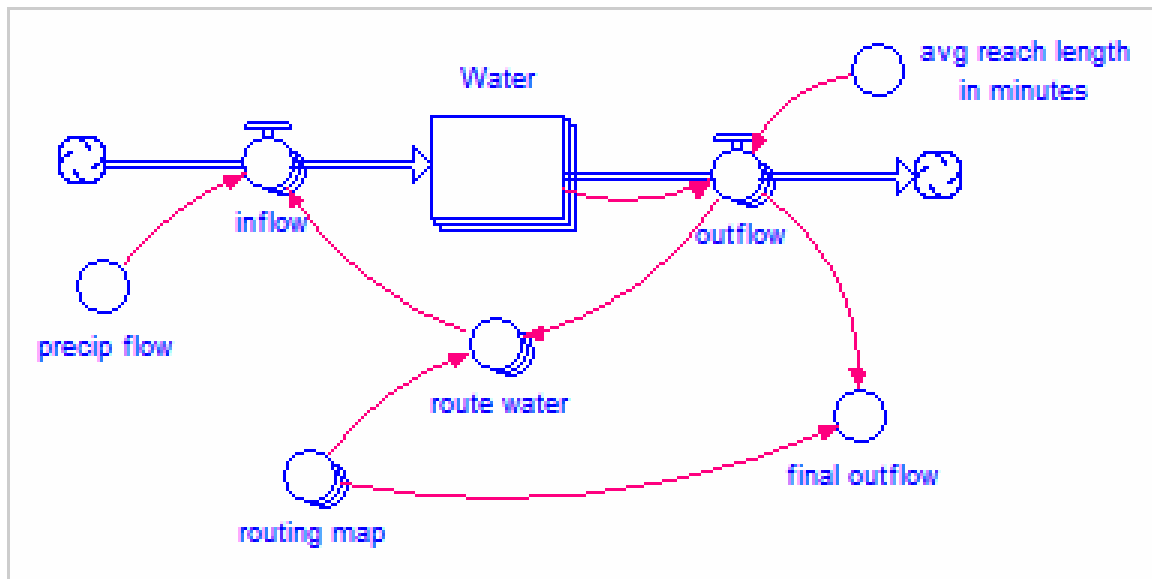 avg reach length
in minutes
Water
inflow
outflow
precip flow
route water
final outflow
routing map